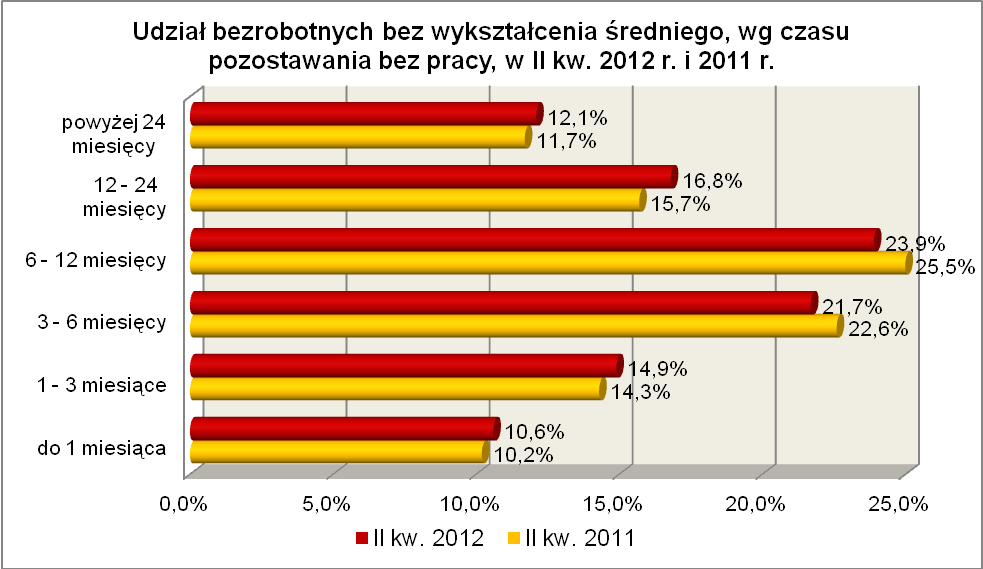 Udział bezrobotnych bez wykształcenia średniego, wg czasu
pozostawania bez pracy, w II kw. 2012 r. i 2011 r.
powyżej 24
miesięcy
12,1%
11,7%
12 - 24
miesięcy
16,8%
15,7%
6 - 12 miesięcy
23,9%
25,5%
3 - 6 miesięcy
21,7%
22,6%
1 - 3 miesiące
14,9%
14,3%
do 1 miesiąca
10,6%
10,2%
0,0% 5,0% 10,0% 15,0% 20,0% 25,0%
II kw. 2012 II kw. 2011